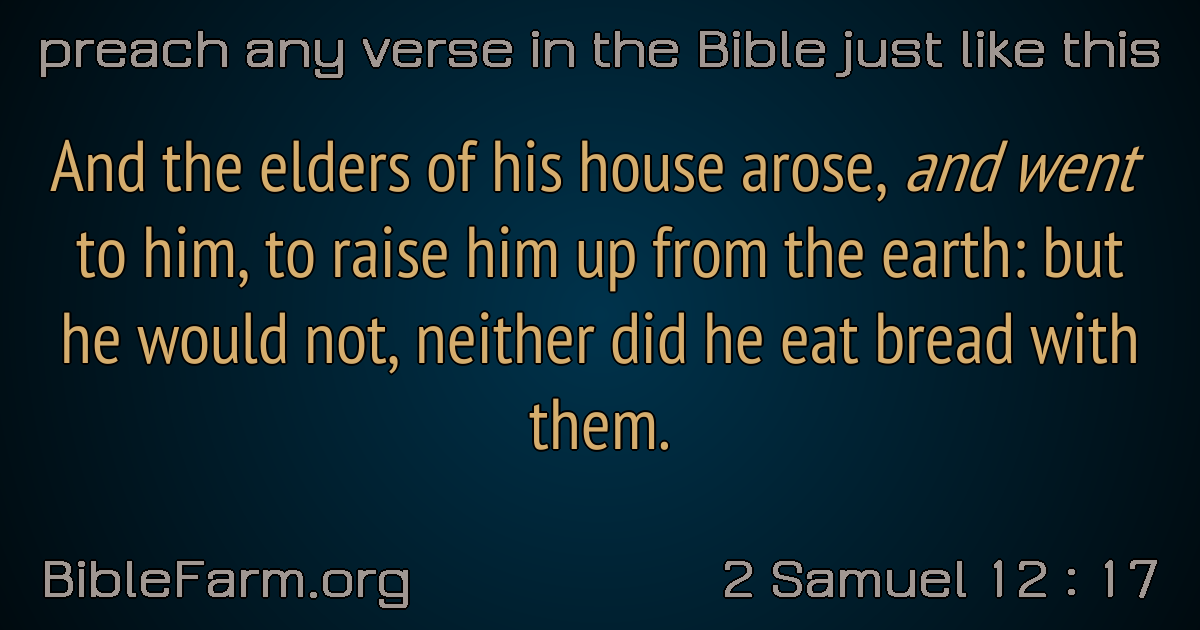 preach any verse in the Bible just like this
And the elders of his house arose, and went
to him, to raise him up from the earth: but
he would not, neither did he eat bread with
them.
BibleFarm.org
2 Samuel 12 : 17